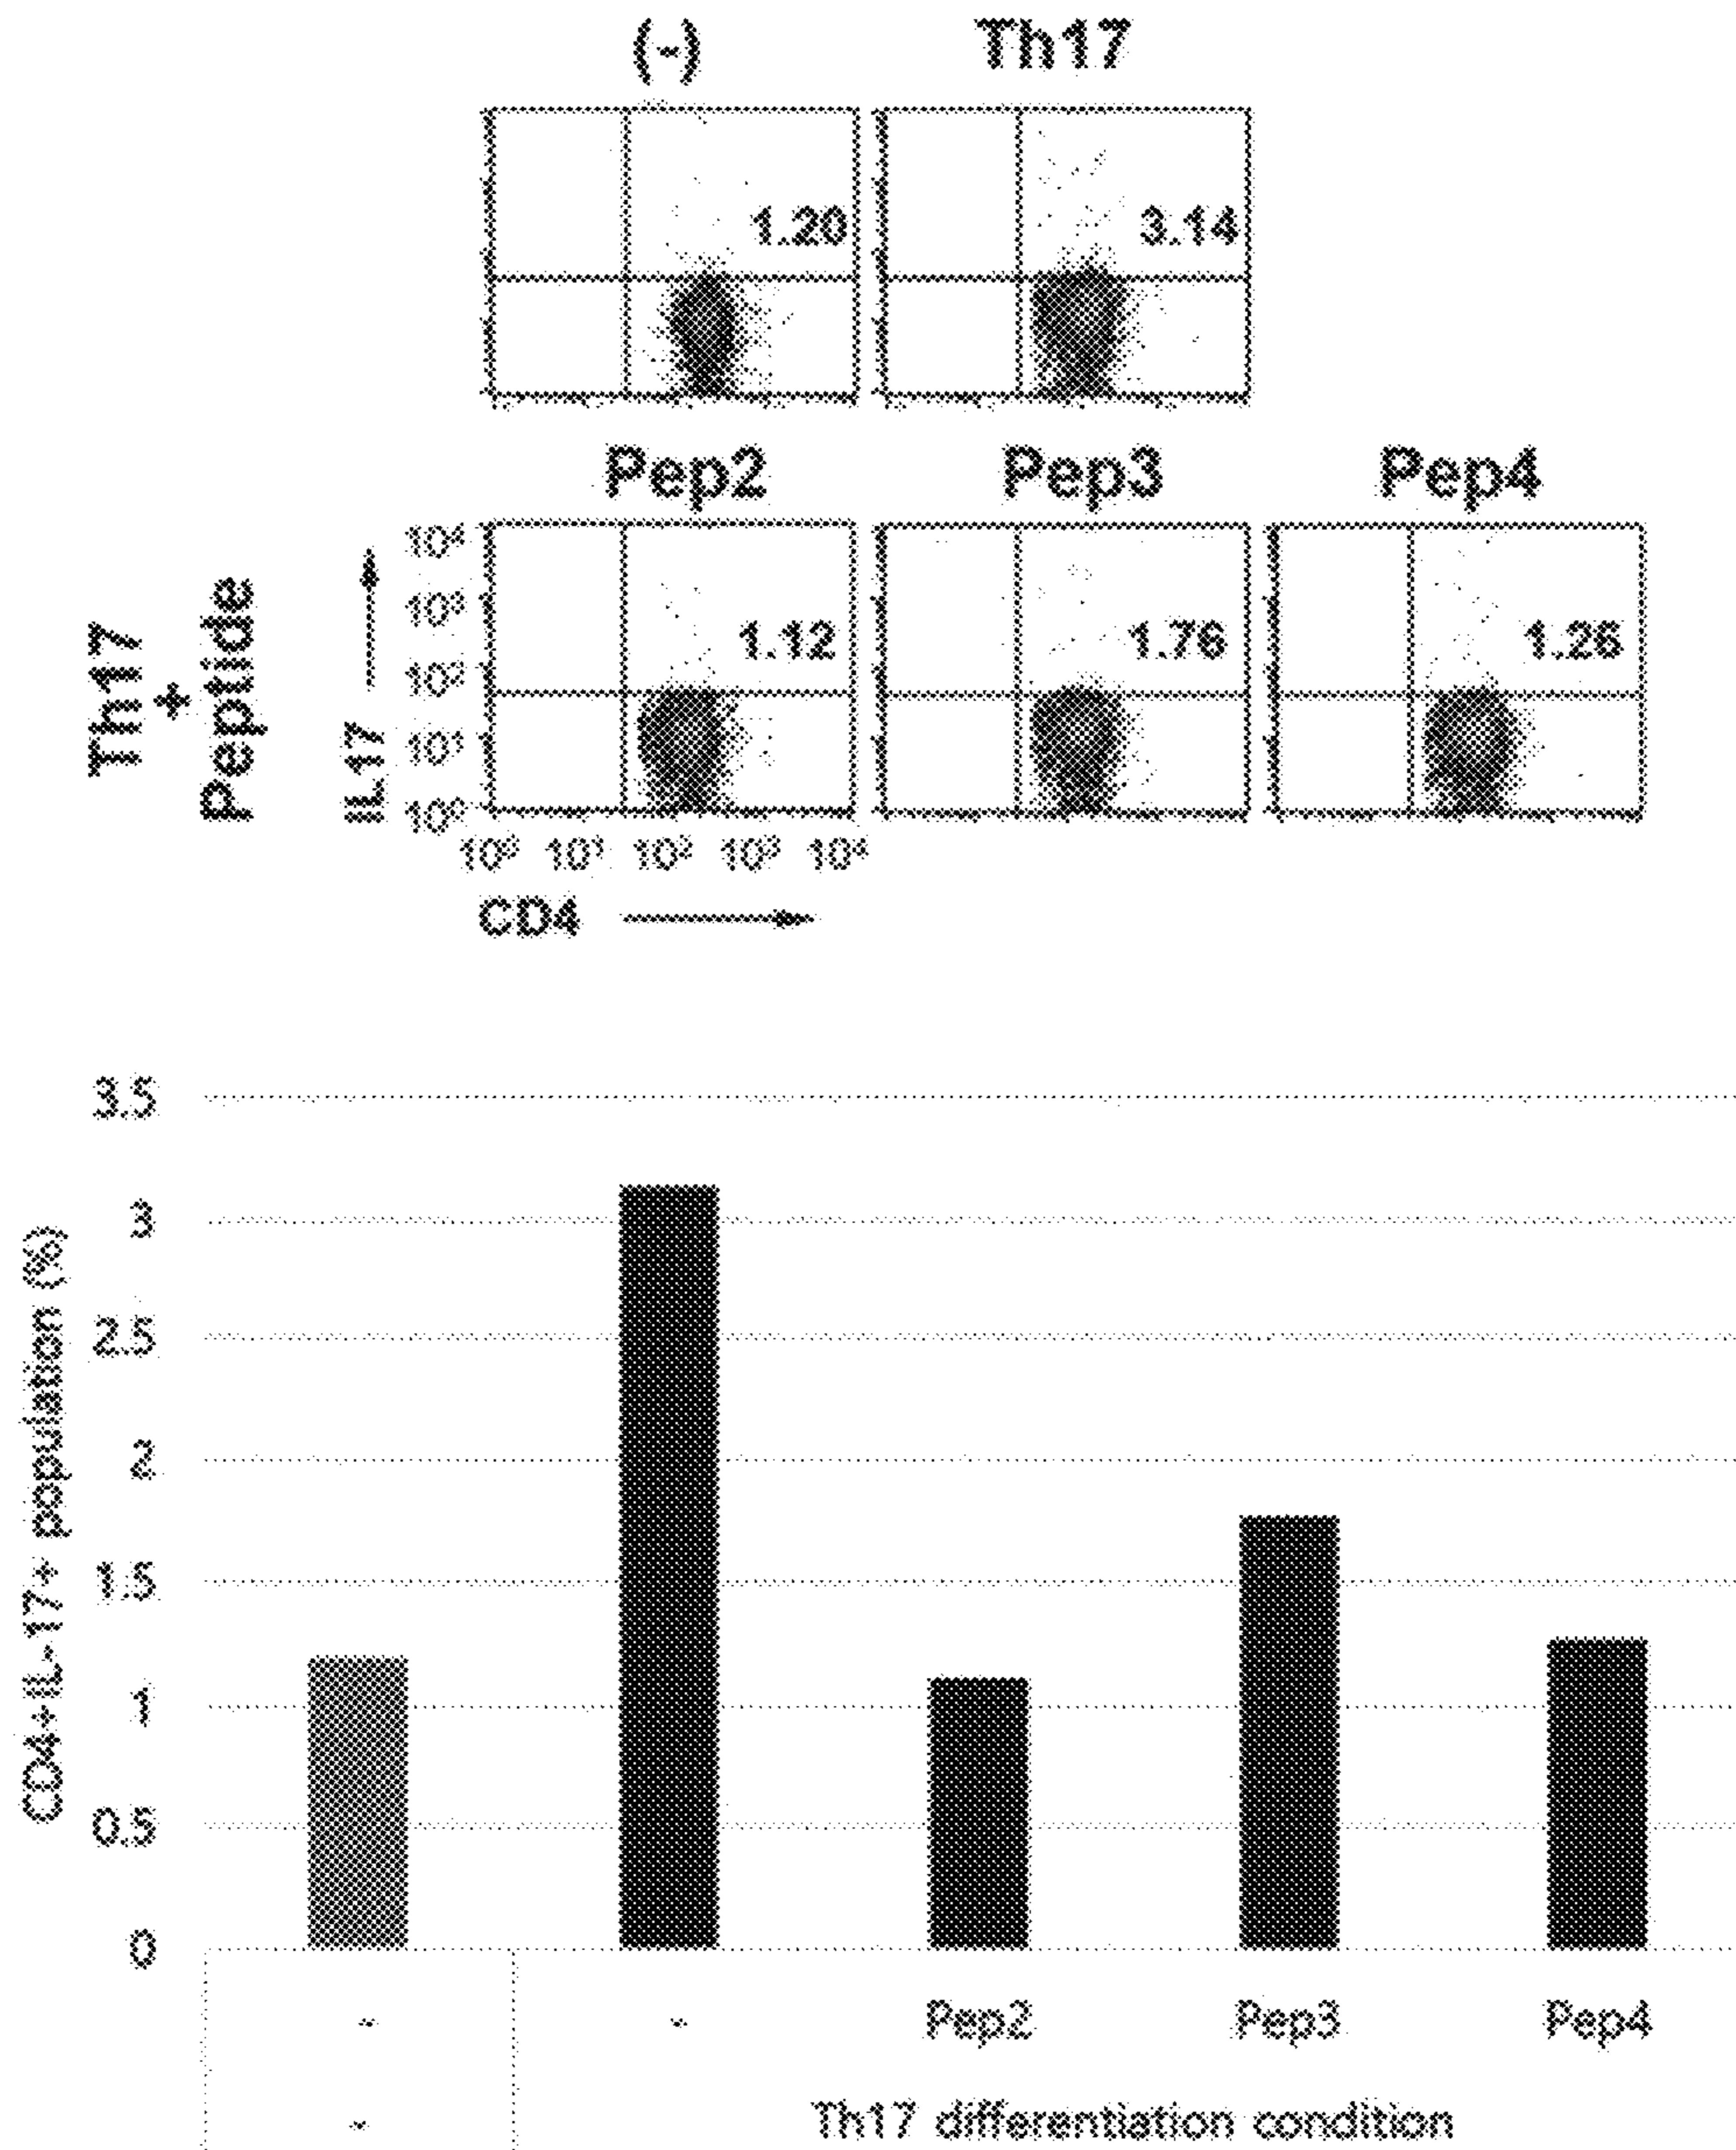 (-) Th17
1.20 3.14
Pep2 Pep3 Pep4
Th17
+
Peptide
IL17
10⁴
10³
10²
10¹
10⁰
1.12 1.76 1.26
10⁰ 10¹ 10² 10³ 10⁴
CD4
CD4+IL-17+ population (%)
3.5
3
2.5
2
1.5
1
0.5
0
- - Pep2 Pep3 Pep4
- Th17 differentiation condition